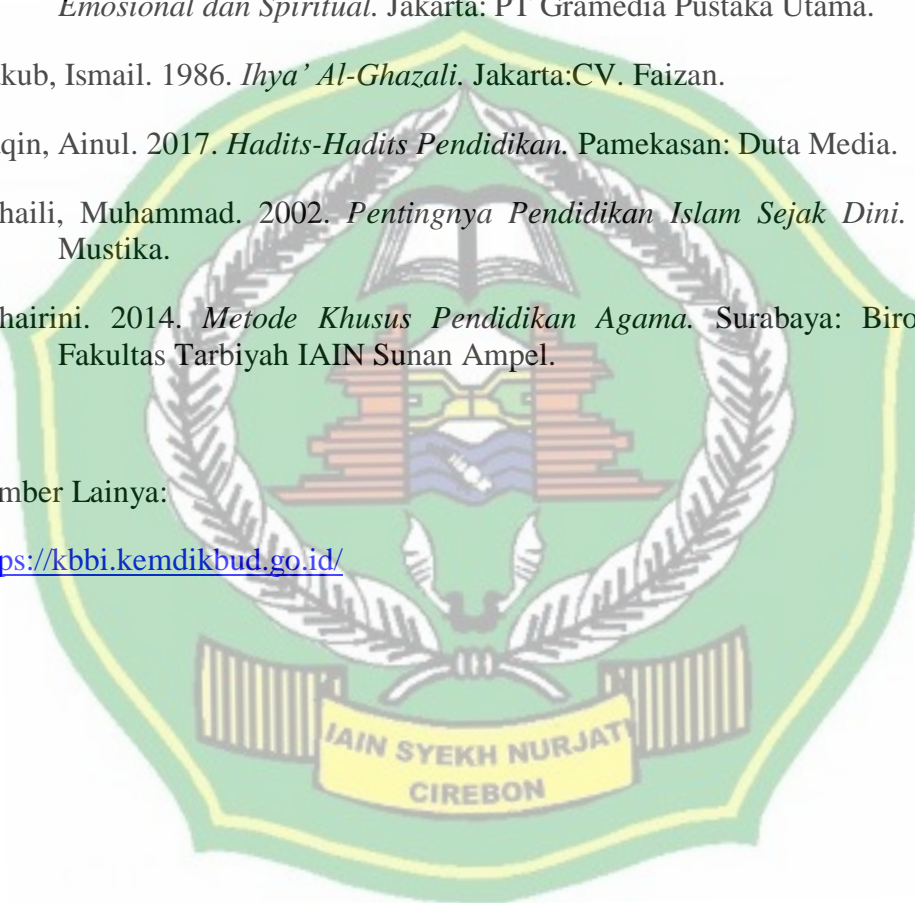 Emosional dan Spiritual. Jakarta: PT Gramedia Pustaka Utama.
kub, Ismail. 1986. Ihya’ Al-Ghazali. Jakarta:CV. Faizan.
qin, Ainul. 2017. Hadits-Hadits Pendidikan. Pamekasan: Duta Media.
haili, Muhammad. 2002. Pentingnya Pendidikan Islam Sejak Dini.
Mustika.
hairini. 2014. Metode Khusus Pendidikan Agama. Surabaya: Biro
Fakultas Tarbiyah IAIN Sunan Ampel.
mber Lainya:
ps://kbbi.kemdikbud.go.id/
IAIN SYEKH NURJATI
CIREBON